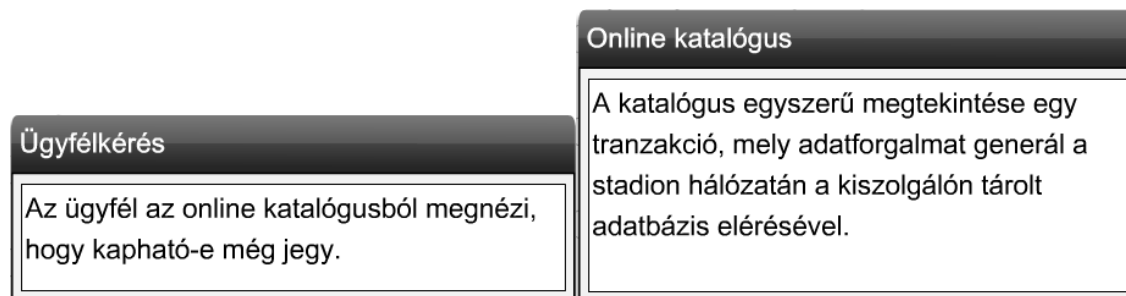 Ügyfélkérés
Az ügyfél az online katalógusból megnézi,
hogy kapható-e még jegy.
Online katalógus
A katalógus egyszerű megtekintése egy
tranzakció, mely adatforgalmat generál a
stadion hálózatán a kiszolgálón tárolt
adatbázis elérésével.